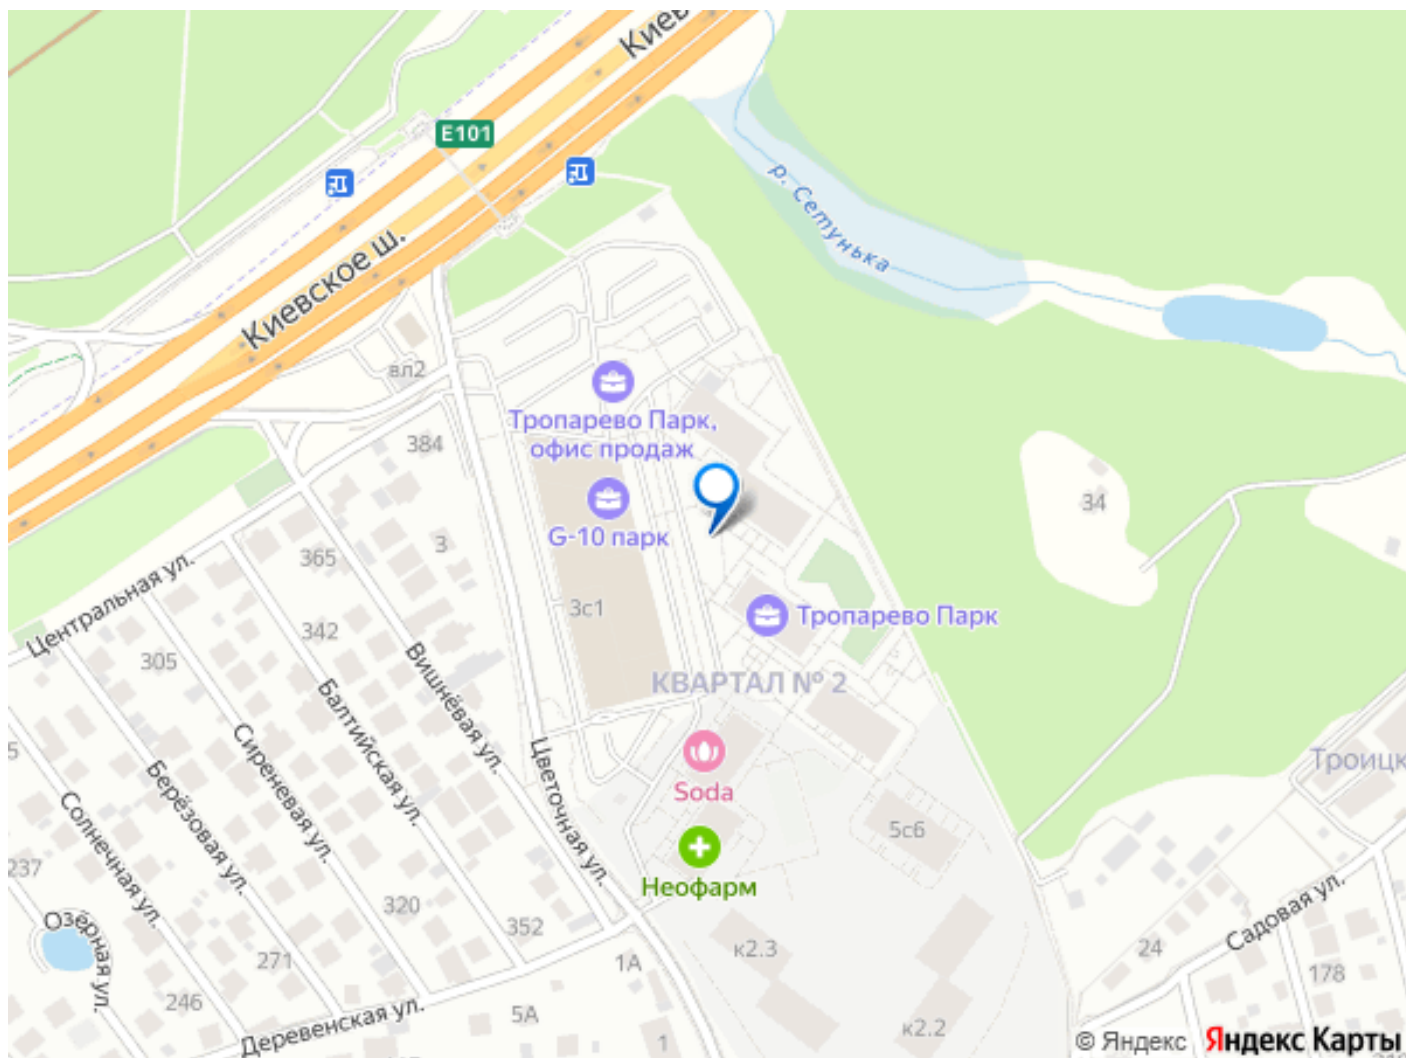 Киев
E101
р. Сетунька
Киевское ш.
вл2
Тропарево Парк,
офис продаж
384
G-10 парк
34
3
365
Центральная ул.
3с1
Тропарево Парк
342
305
Вишнёвая ул.
КВАРТАЛ № 2
Балтийская ул.
Сиреневая ул.
Цветочная ул.
Soda
Троицк
5
Берёзовая ул.
Солнечная ул.
5с6
237
Неофарм
Озёрная ул.
320
352
Садовая ул.
24
к2.3
271
1А
178
246
5А
Деревенская ул.
к2.2
1
© Яндекс Яндекс Карты